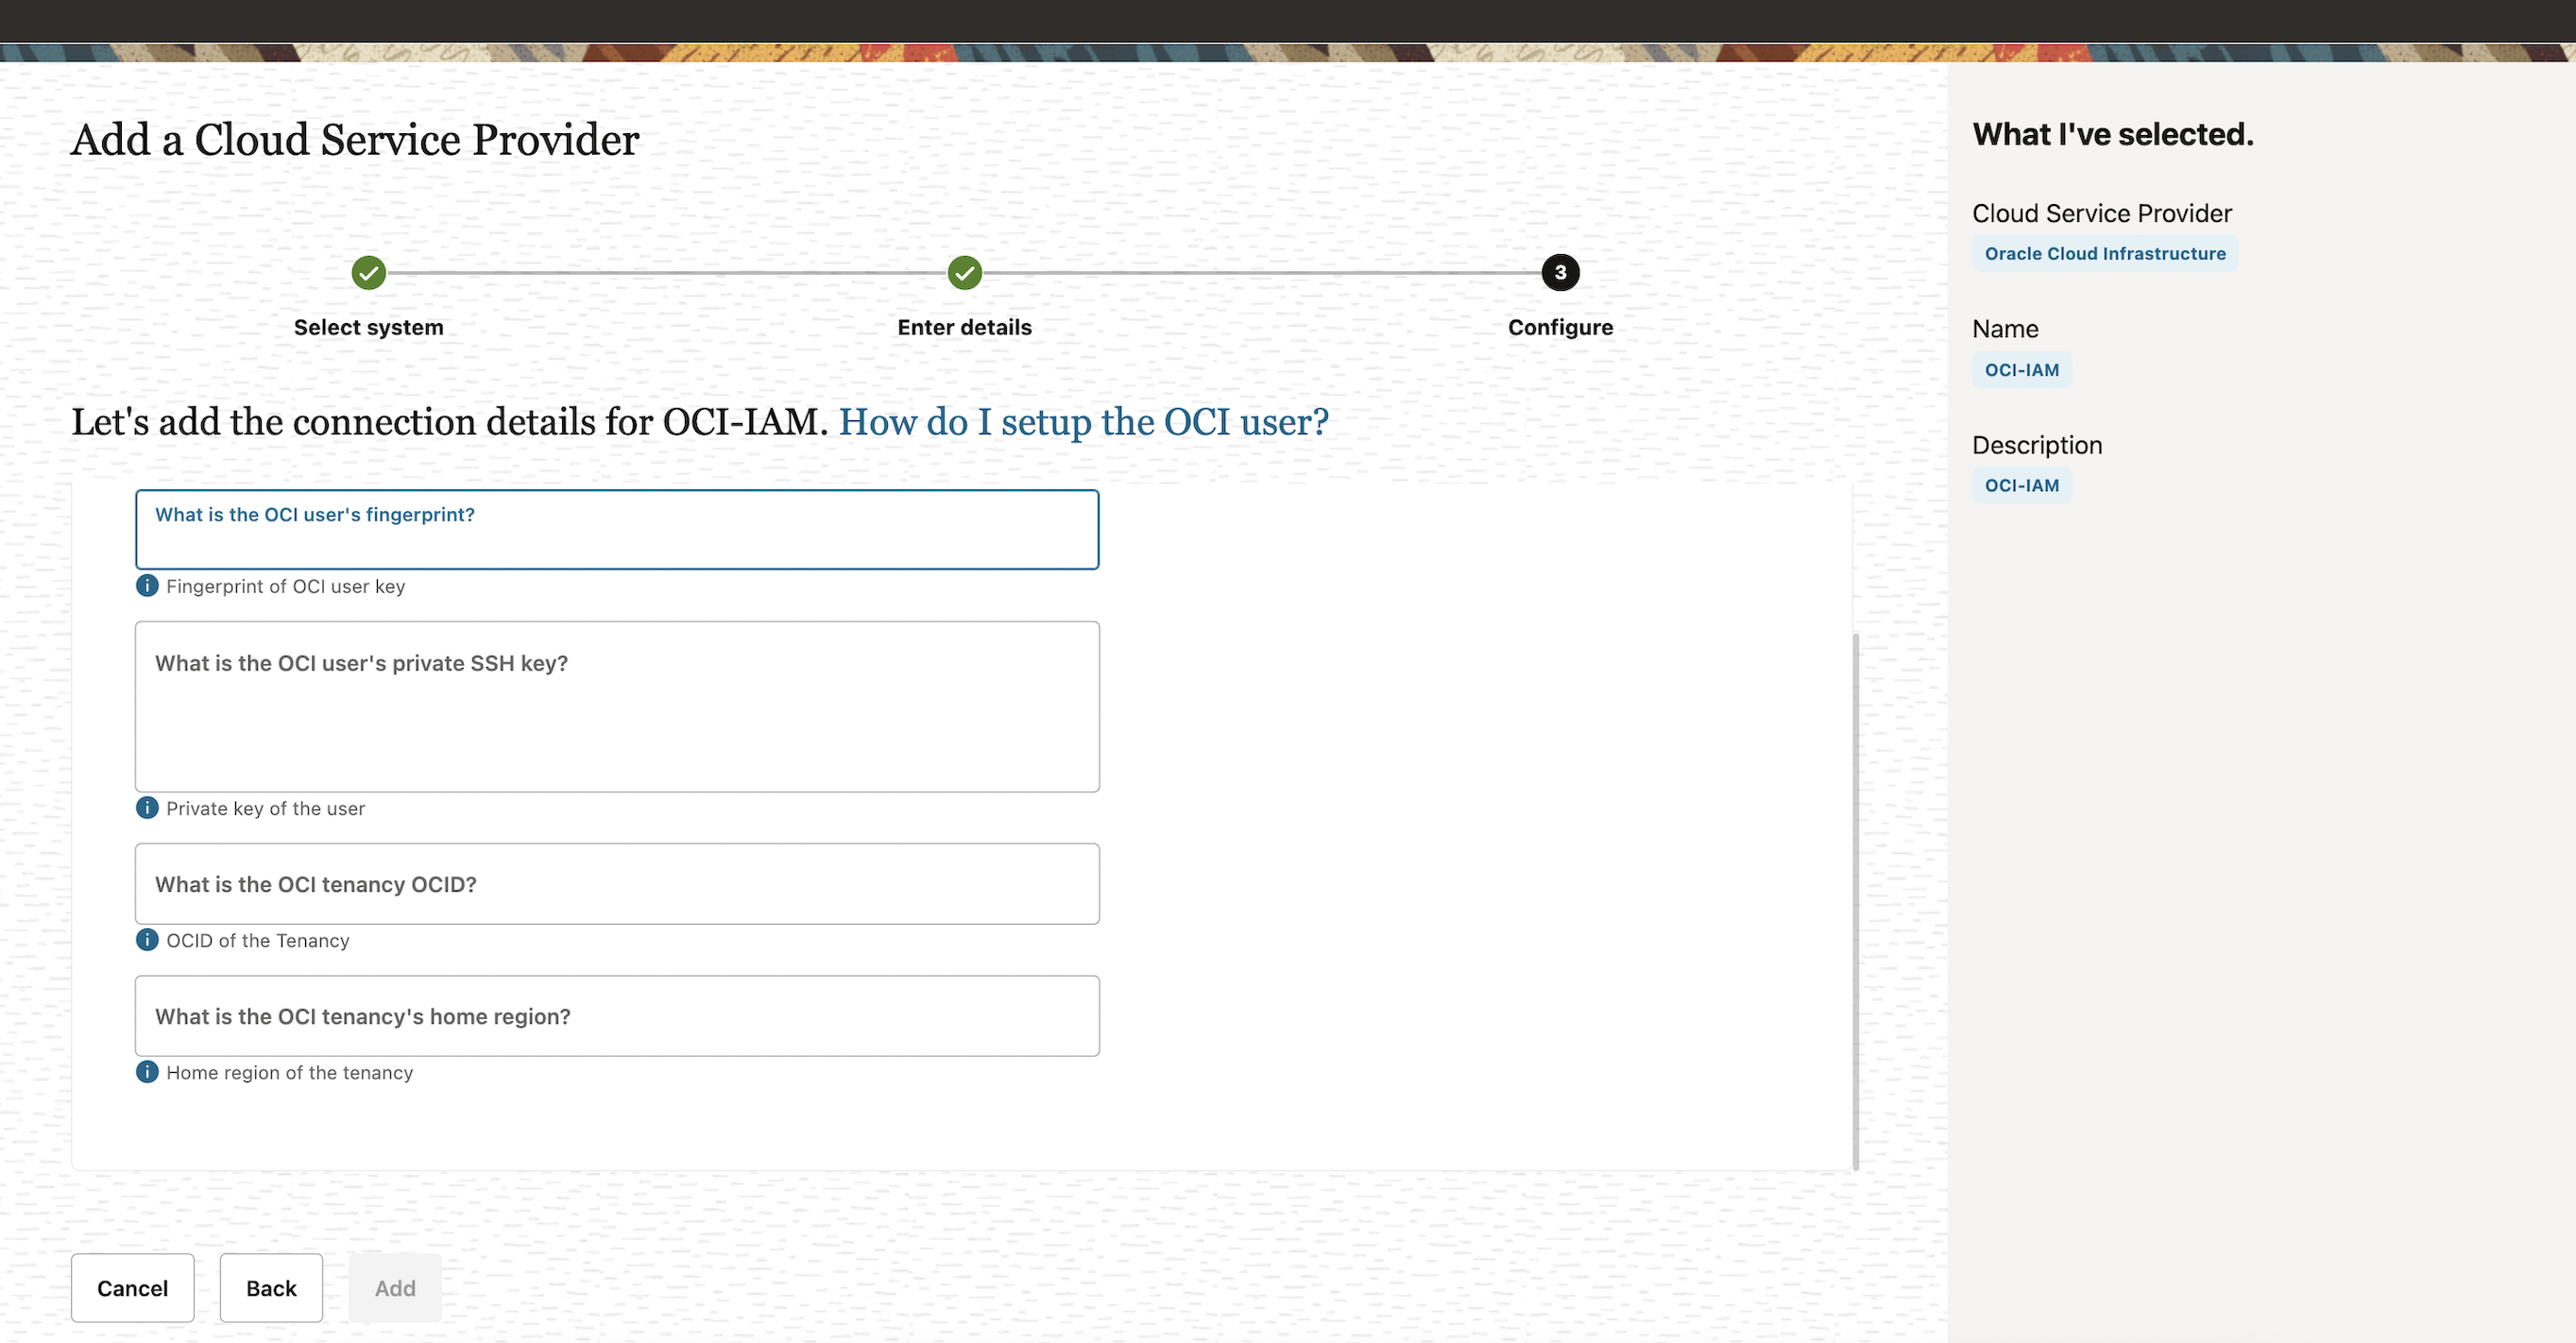 Add a Cloud Service Provider
Select system
Enter details
3
Configure
Let's add the connection details for OCI-IAM. How do I setup the OCI user?
What is the OCI user's fingerprint?
i Fingerprint of OCI user key
What is the OCI user's private SSH key?
i Private key of the user
What is the OCI tenancy OCID?
i OCID of the Tenancy
What is the OCI tenancy's home region?
i Home region of the tenancy
Cancel
Back
Add
What I've selected.
Cloud Service Provider
Oracle Cloud Infrastructure
Name
OCI-IAM
Description
OCI-IAM